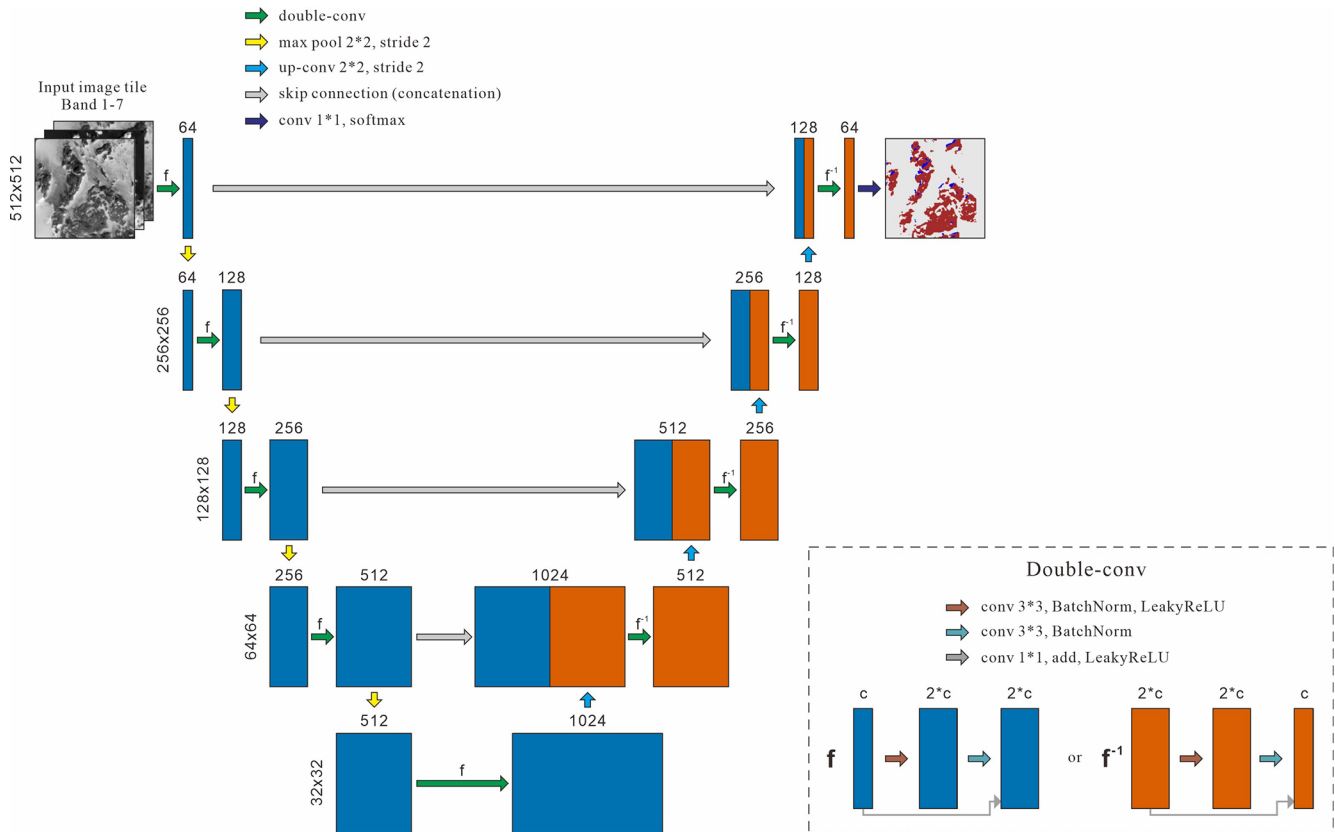 double-conv
max pool 2*2, stride 2
up-conv 2*2, stride 2
skip connection (concatenation)
conv 1*1, softmax
Input image tile
Band 1-7
512x512
64
f
128
64
f-1
64
128
256x256
f
256
128
f-1
128
256
128x128
f
512
256
f-1
256
512
64x64
f
1024
512
f-1
512
1024
32x32
f
Double-conv
conv 3*3, BatchNorm, LeakyReLU
conv 3*3, BatchNorm
conv 1*1, add, LeakyReLU
c
2*c
2*c
2*c
2*c
c
f
or
f-1